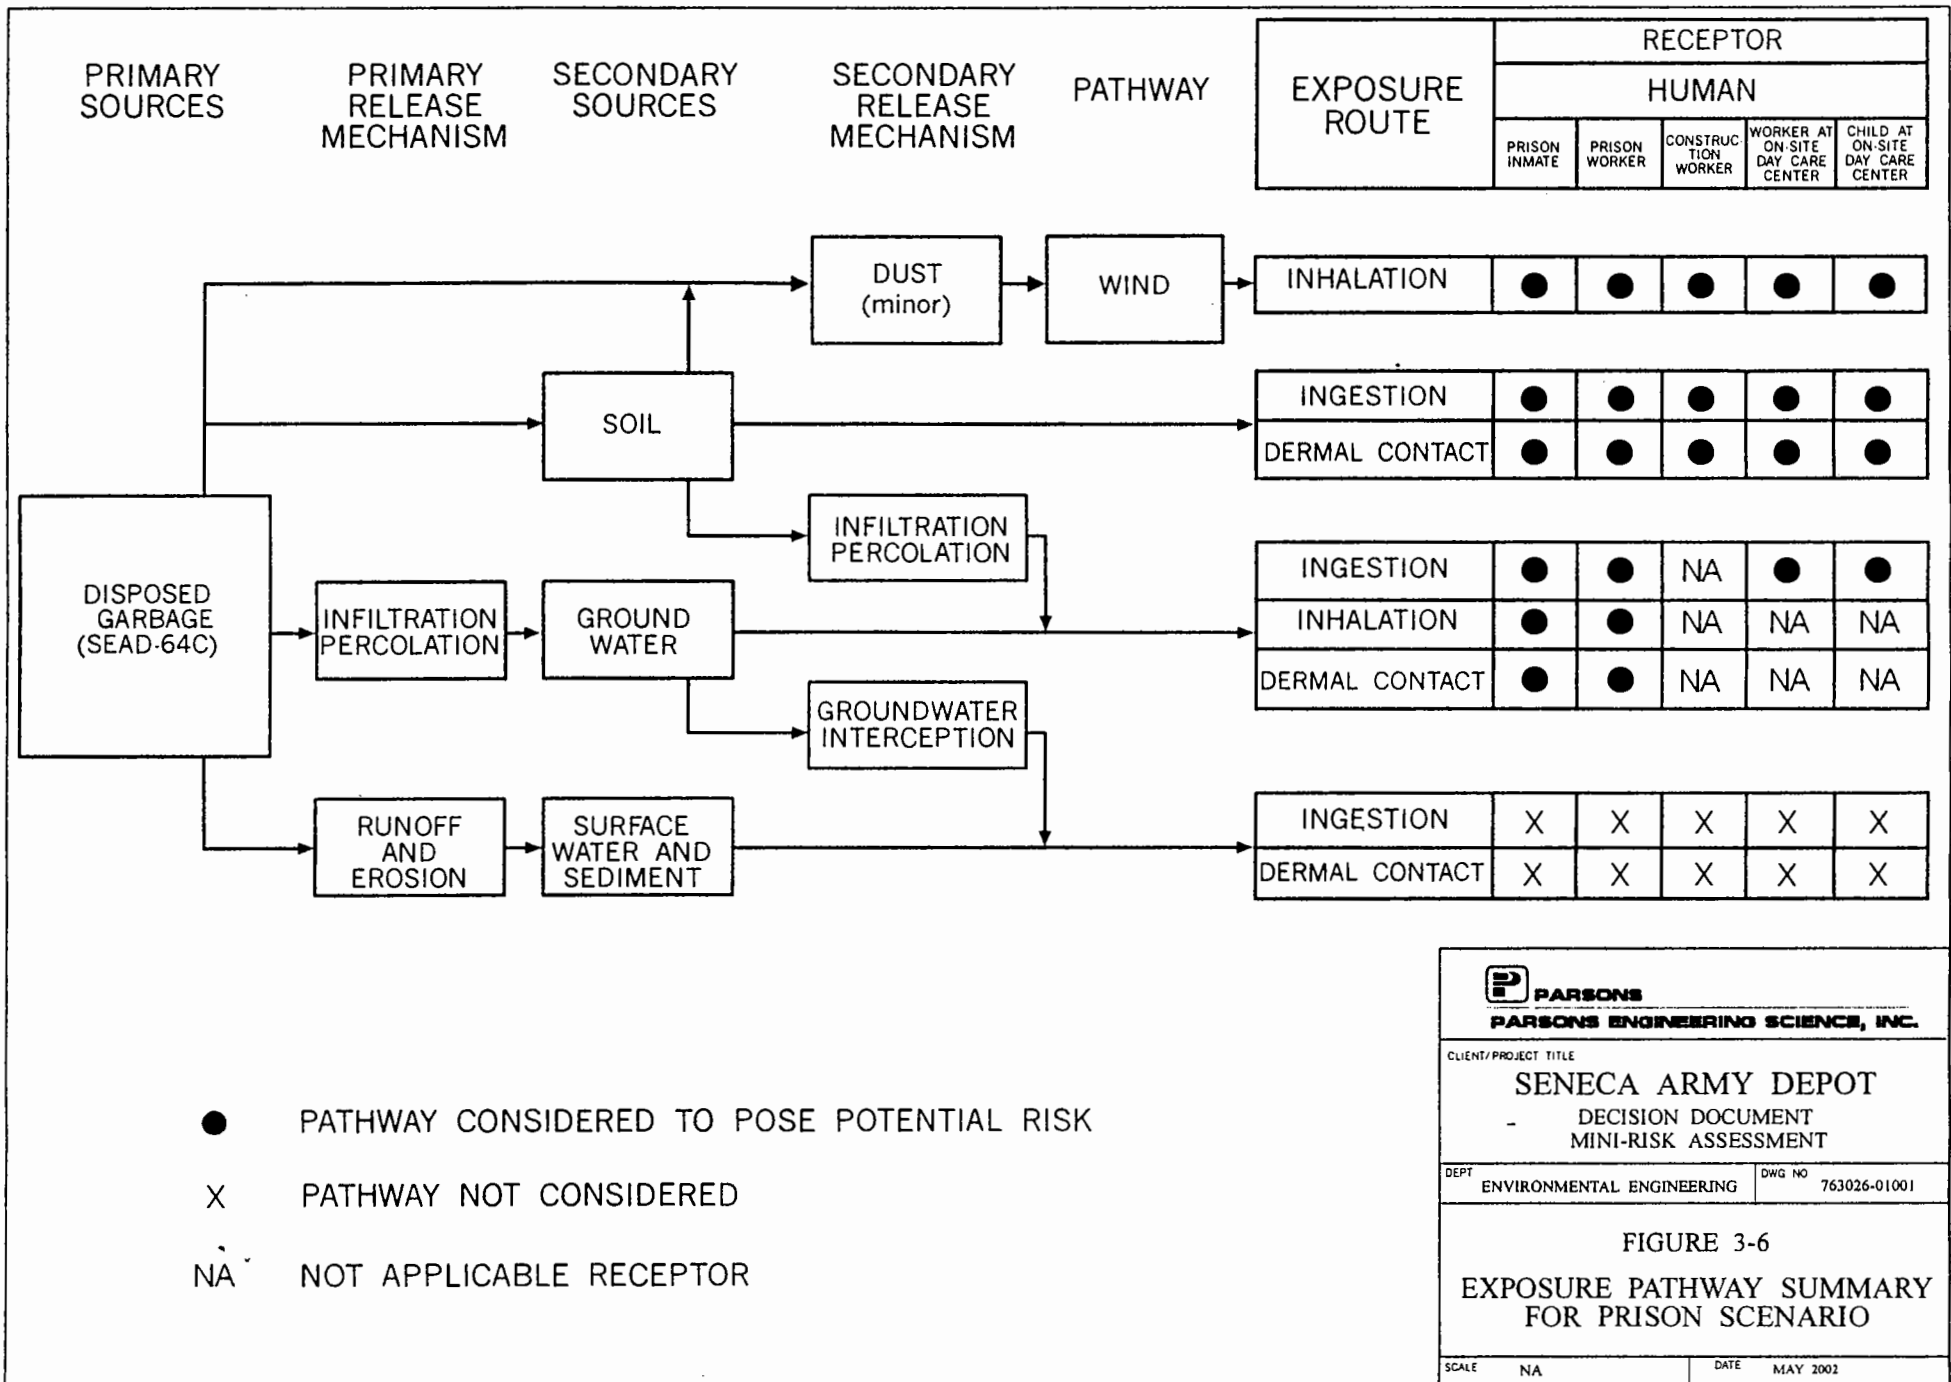 PRIMARY
SOURCES
PRIMARY
RELEASE
MECHANISM
SECONDARY
SOURCES
SECONDARY
RELEASE
MECHANISM
PATHWAY
EXPOSURE
ROUTE
RECEPTOR
HUMAN
PRISON
INMATE
PRISON
WORKER
CONSTRUC-
TION
WORKER
WORKER AT
ON-SITE
DAY CARE
CENTER
CHILD AT
ON-SITE
DAY CARE
CENTER
DUST
(minor)
WIND
INHALATION ● ● ● ● ●
SOIL
INGESTION ● ● ● ● ●
DERMAL CONTACT ● ● ● ● ●
INFILTRATION
PERCOLATION
DISPOSED
GARBAGE
(SEAD-64C)
INFILTRATION
PERCOLATION
GROUND
WATER
INGESTION ● ● NA ● ●
INHALATION ● ● NA NA NA
DERMAL CONTACT ● ● NA NA NA
GROUNDWATER
INTERCEPTION
RUNOFF
AND
EROSION
SURFACE
WATER AND
SEDIMENT
INGESTION X X X X X
DERMAL CONTACT X X X X X
● PATHWAY CONSIDERED TO POSE POTENTIAL RISK
X PATHWAY NOT CONSIDERED
NA NOT APPLICABLE RECEPTOR
P PARSONS
PARSONS ENGINEERING SCIENCE, INC.
CLIENT/PROJECT TITLE
SENECA ARMY DEPOT
DECISION DOCUMENT
MINI-RISK ASSESSMENT
DEPT ENVIRONMENTAL ENGINEERING
DWG NO 763026-01001
FIGURE 3-6
EXPOSURE PATHWAY SUMMARY
FOR PRISON SCENARIO
SCALE NA
DATE MAY 2002